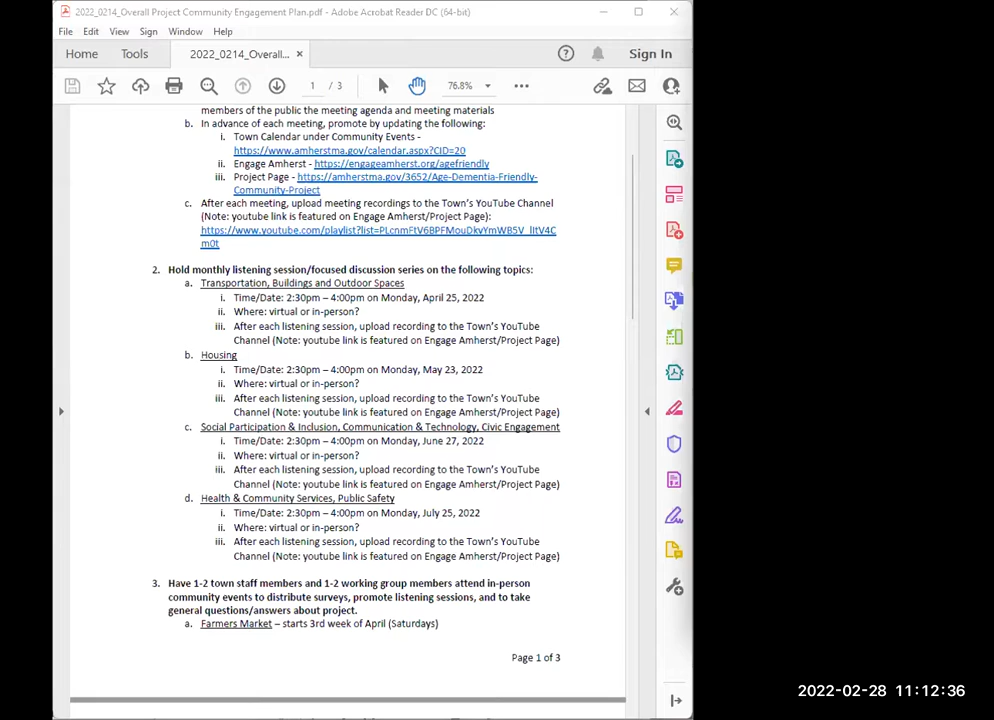 2022_0214_Overall Project Community Engagement Plan.pdf - Adobe Acrobat Reader DC (64-bit)
File Edit View Sign Window Help
Home Tools 2022_0214_Overall... × Sign In
1 / 3 76.8%
members of the public the meeting agenda and meeting materials
b. In advance of each meeting, promote by updating the following:
i. Town Calendar under Community Events -
https://www.amherstma.gov/calendar.aspx?CID=20
ii. Engage Amherst - https://engageamherst.org/agefriendly
iii. Project Page - https://amherstma.gov/3652/Age-Dementia-Friendly-
Community-Project
c. After each meeting, upload meeting recordings to the Town's YouTube Channel
(Note: youtube link is featured on Engage Amherst/Project Page):
https://www.youtube.com/playlist?list=PLcnmFtV6BPFMouDkvYmWB5V_lItV4C
m0t
2. Hold monthly listening session/focused discussion series on the following topics:
a. Transportation, Buildings and Outdoor Spaces
i. Time/Date: 2:30pm – 4:00pm on Monday, April 25, 2022
ii. Where: virtual or in-person?
iii. After each listening session, upload recording to the Town's YouTube
Channel (Note: youtube link is featured on Engage Amherst/Project Page)
b. Housing
i. Time/Date: 2:30pm – 4:00pm on Monday, May 23, 2022
ii. Where: virtual or in-person?
iii. After each listening session, upload recording to the Town's YouTube
Channel (Note: youtube link is featured on Engage Amherst/Project Page)
c. Social Participation & Inclusion, Communication & Technology, Civic Engagement
i. Time/Date: 2:30pm – 4:00pm on Monday, June 27, 2022
ii. Where: virtual or in-person?
iii. After each listening session, upload recording to the Town's YouTube
Channel (Note: youtube link is featured on Engage Amherst/Project Page)
d. Health & Community Services, Public Safety
i. Time/Date: 2:30pm – 4:00pm on Monday, July 25, 2022
ii. Where: virtual or in-person?
iii. After each listening session, upload recording to the Town's YouTube
Channel (Note: youtube link is featured on Engage Amherst/Project Page)
3. Have 1-2 town staff members and 1-2 working group members attend in-person
community events to distribute surveys, promote listening sessions, and to take
general questions/answers about project.
a. Farmers Market – starts 3rd week of April (Saturdays)
Page 1 of 3
2022-02-28 11:12:36